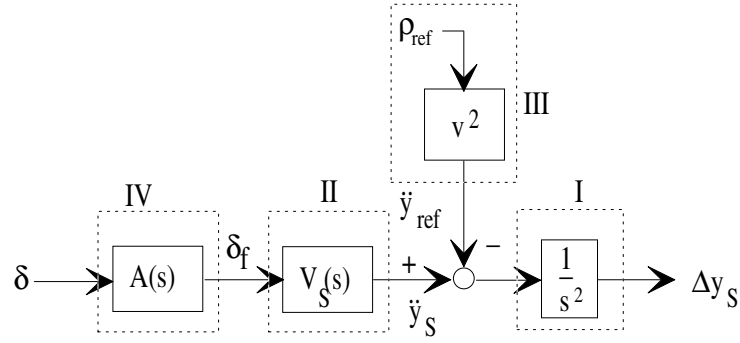 ρref
v²
III
IV
II
I
ÿref
−
δ
A(s)
δf
VS(s)
+
ÿS
1
s²
ΔyS